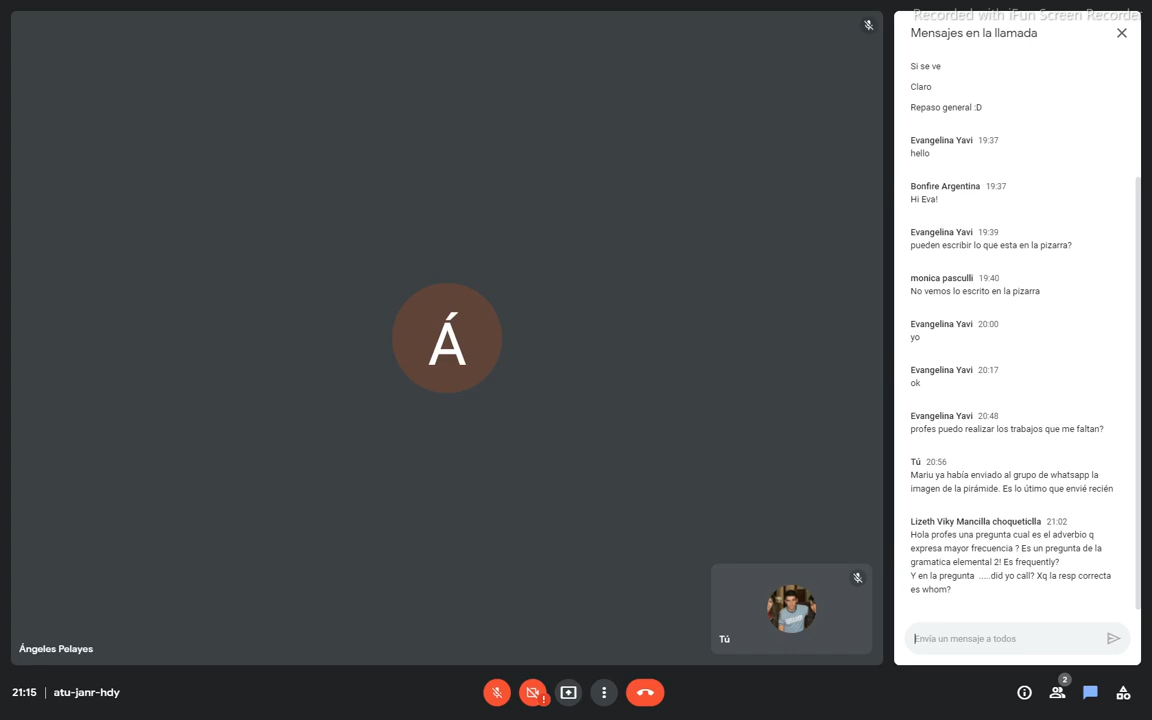 Recorded with iFun Screen Recorder
Mensajes en la llamada
Si se ve
Claro
Repaso general :D
Evangelina Yavi 19:37
hello
Bonfire Argentina 19:37
Hi Eva!
Evangelina Yavi 19:39
pueden escribir lo que esta en la pizarra?
monica pasculli 19:40
No vemos lo escrito en la pizarra
Evangelina Yavi 20:00
yo
Evangelina Yavi 20:17
ok
Evangelina Yavi 20:48
profes puedo realizar los trabajos que me faltan?
Tú 20:56
Mariu ya había enviado al grupo de whatsapp la
imagen de la pirámide. Es lo útimo que envié recién
Lizeth Viky Mancilla choqueticlla 21:02
Hola profes una pregunta cual es el adverbio q
expresa mayor frecuencia ? Es un pregunta de la
gramatica elemental 2! Es frequently?
Y en la pregunta .....did yo call? Xq la resp correcta
es whom?
Envía un mensaje a todos
Á
Tú
Ángeles Pelayes
21:15 | atu-janr-hdy
!
2